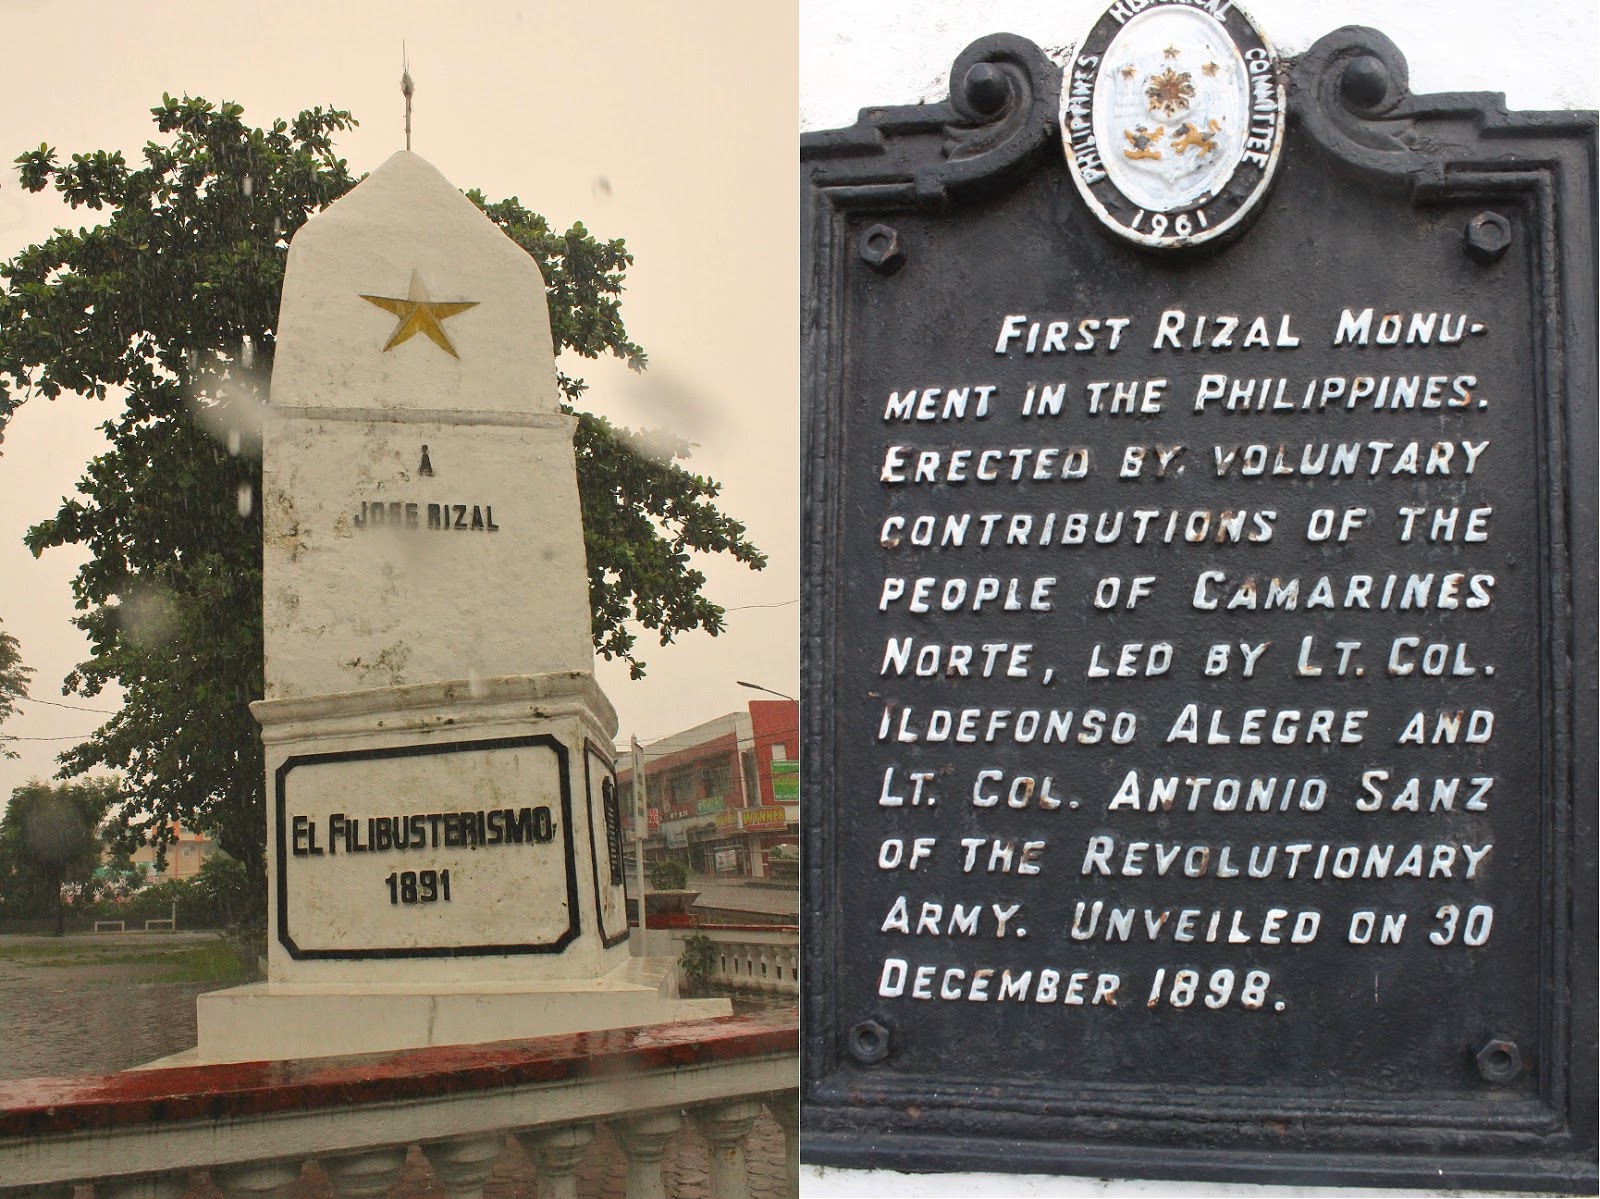 À
JOSE RIZAL
EL FILIBUSTERISMO.
1891
WYNNER
PHILIPPINES HISTORICAL COMMITTEE
1961
FIRST RIZAL MONU-
MENT IN THE PHILIPPINES.
ERECTED BY VOLUNTARY
CONTRIBUTIONS OF THE
PEOPLE OF CAMARINES
NORTE, LED BY LT. COL.
ILDEFONSO ALEGRE AND
LT. COL. ANTONIO SANZ
OF THE REVOLUTIONARY
ARMY. UNVEILED ON 30
DECEMBER 1898.